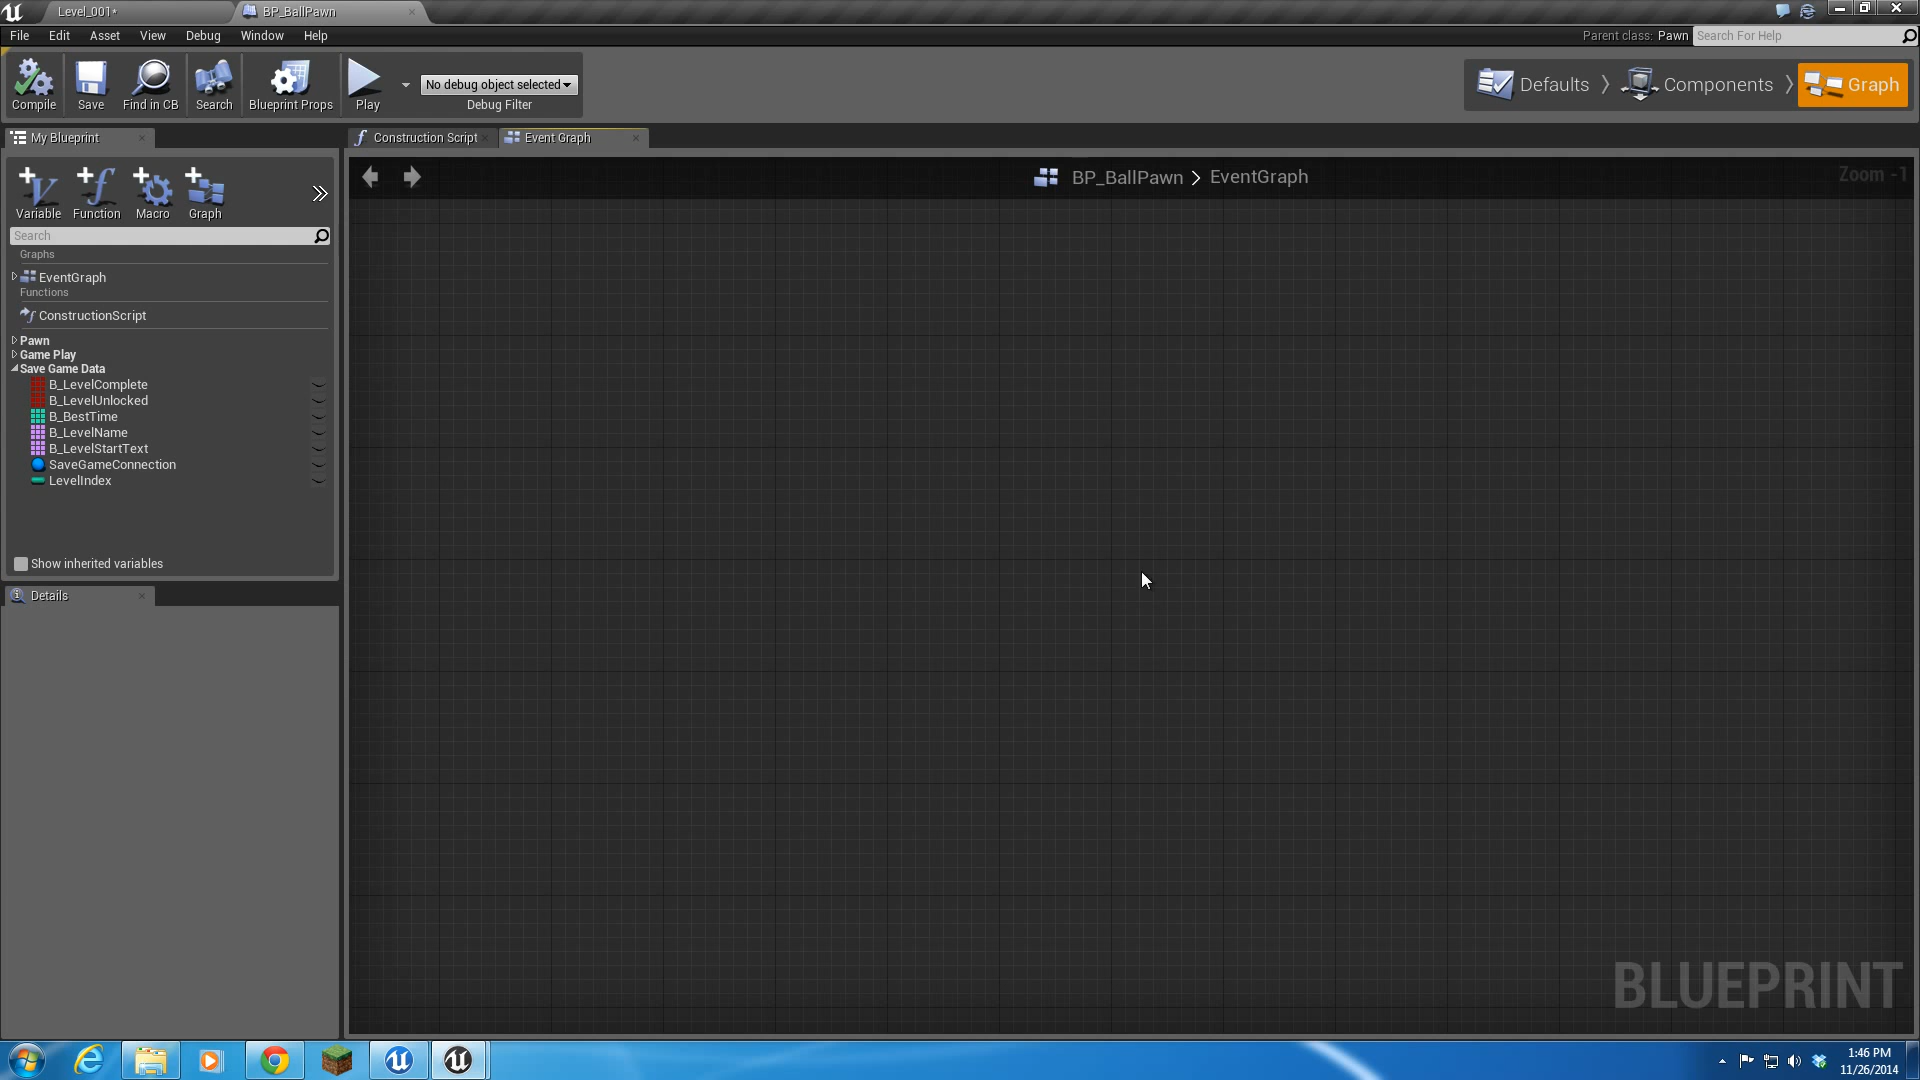 Level_001*
BP_BallPawn
File Edit Asset View Debug Window Help
Parent class: Pawn
Search For Help
Compile
Save
Find in CB
Search
Blueprint Props
Play
No debug object selected
Debug Filter
Defaults
Components
Graph
My Blueprint
Construction Script
Event Graph
Variable
Function
Macro
Graph
BP_BallPawn > EventGraph
Zoom -1
Search
Graphs
EventGraph
Functions
ConstructionScript
Pawn
Game Play
Save Game Data
B_LevelComplete
B_LevelUnlocked
B_BestTime
B_LevelName
B_LevelStartText
SaveGameConnection
LevelIndex
Show inherited variables
Details
BLUEPRINT
1:46 PM
11/26/2014